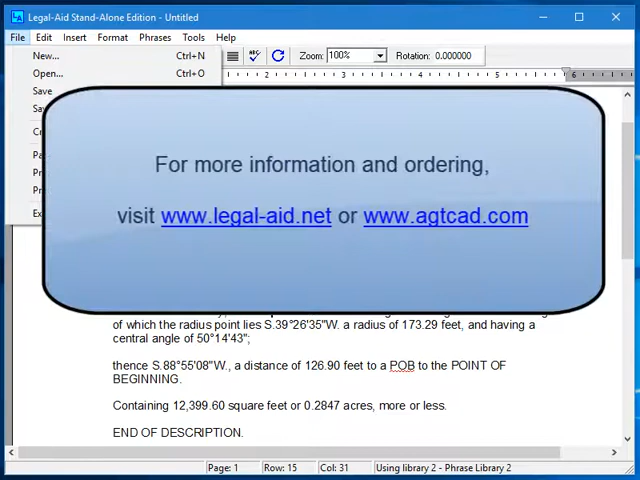 Legal-Aid Stand-Alone Edition - Untitled
File Edit Insert Format Phrases Tools Help
New... Ctrl+N
Zoom: 100% Rotation: 0.000000
Open... Ctrl+O
2 3 4 5 6
Save
For more information and ordering,
visit www.legal-aid.net or www.agtcad.com
of which the radius point lies S.39°26'35"W. a radius of 173.29 feet, and having a
central angle of 50°14'43";
thence S.88°55'08"W., a distance of 126.90 feet to a POB to the POINT OF
BEGINNING.
Containing 12,399.60 square feet or 0.2847 acres, more or less.
END OF DESCRIPTION.
Page: 1 Row: 15 Col: 31 Using library 2 - Phrase Library 2